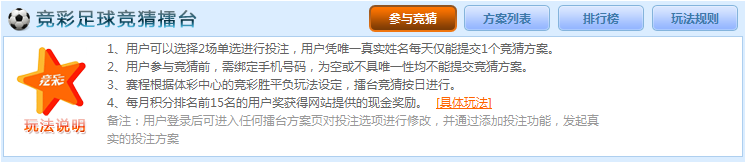 竞彩足球竞猜擂台
参与竞猜 方案列表 排行榜 玩法规则
竞彩
玩法说明
1、用户可以选择2场单选进行投注，用户凭唯一真实姓名每天仅能提交1个竞猜方案。
2、用户参与竞猜前，需绑定手机号码，为空或不具唯一性均不能提交竞猜方案。
3、赛程根据体彩中心的竞彩胜平负玩法设定，擂台竞猜按日进行。
4、每月积分排名前15名的用户奖获得网站提供的现金奖励。 [具体玩法]
备注：用户登录后可进入任何擂台方案页对投注选项进行修改，并通过添加投注功能，发起真
实的投注方案